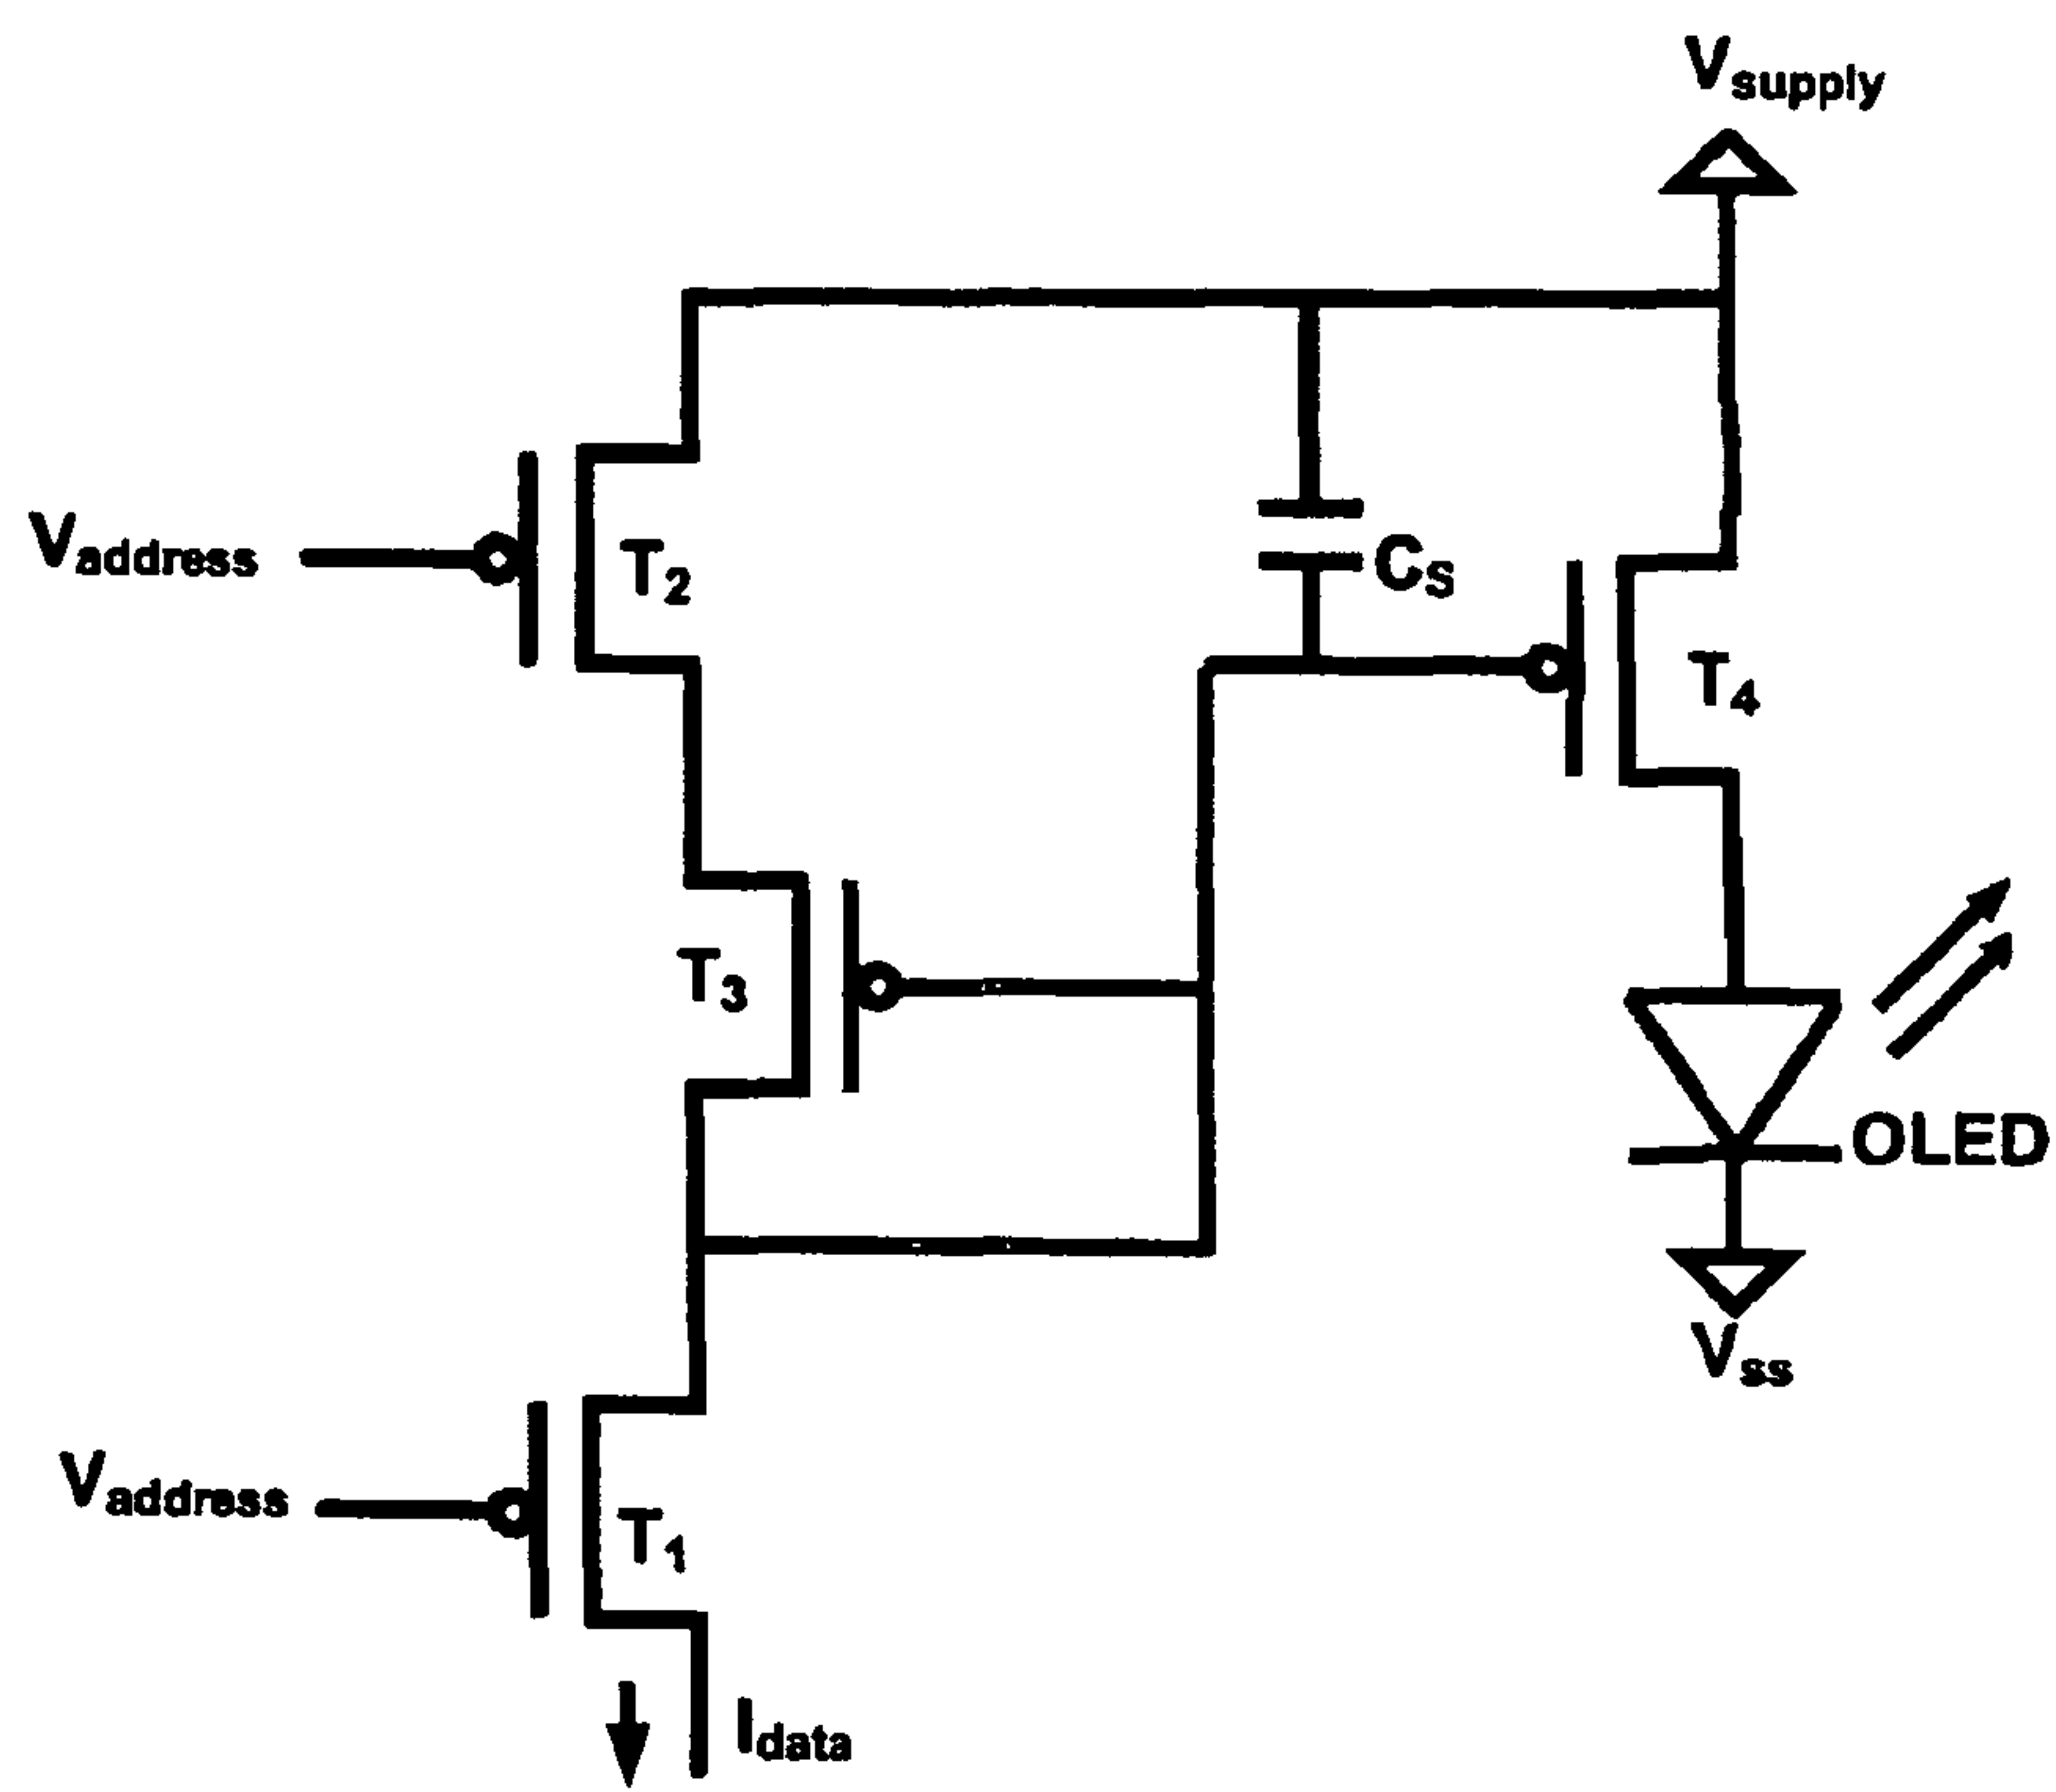 Vsupply
Vaddress
T2
CS
T4
T3
OLED
Vss
Vaddress
T1
Idata